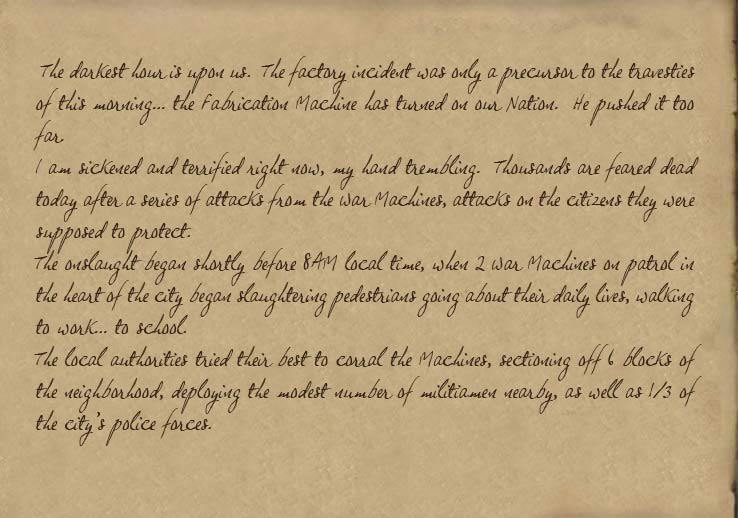 The darkest hour is upon us. The factory incident was only a precursor to the travesties
of this morning... the Fabrication Machine has turned on our Nation. He pushed it too
far.
I am sickened and terrified right now, my hand trembling. Thousands are feared dead
today after a series of attacks from the War Machines, attacks on the citizens they were
supposed to protect.
The onslaught began shortly before 8AM local time, when 2 War Machines on patrol in
the heart of the city began slaughtering pedestrians going about their daily lives, walking
to work... to school.
The local authorities tried their best to corral the Machines, sectioning off 6 blocks of
the neighborhood, deploying the modest number of militiamen nearby, as well as 1/3 of
the city's police forces.